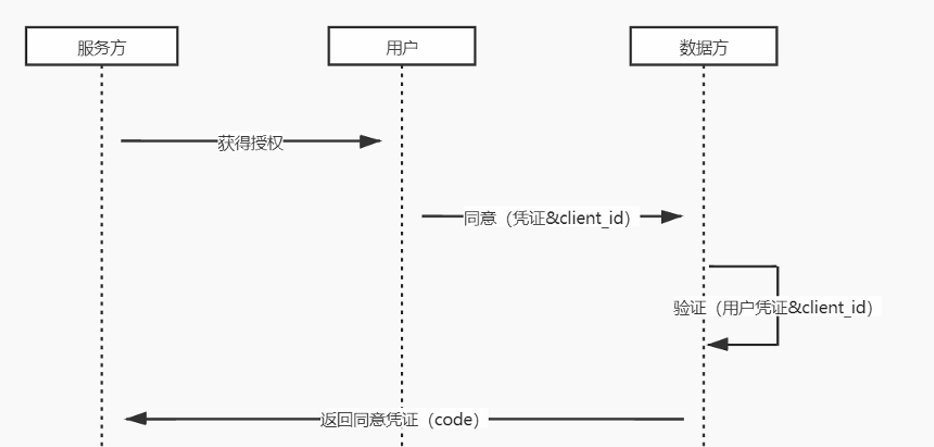 服务方
用户
数据方
获得授权
同意（凭证&client_id）
验证（用户凭证&client_id）
返回同意凭证（code）